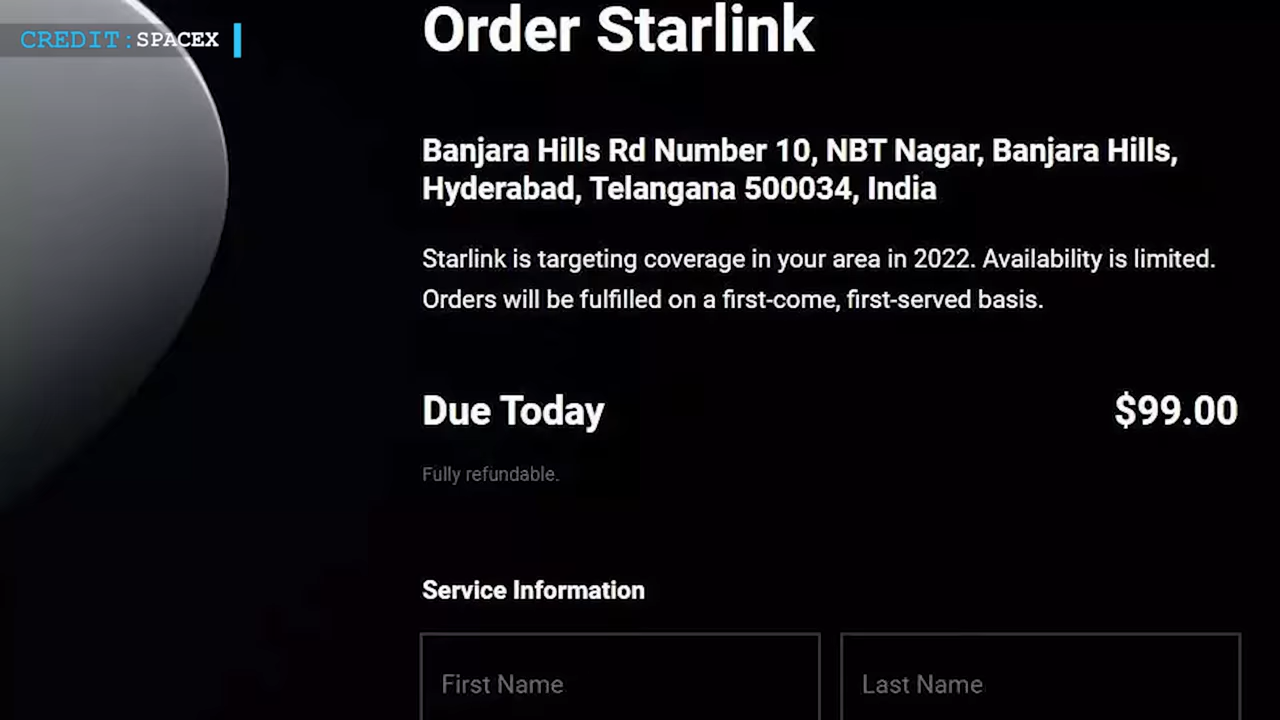 CREDIT:SPACEX
Order Starlink
Banjara Hills Rd Number 10, NBT Nagar, Banjara Hills,
Hyderabad, Telangana 500034, India
Starlink is targeting coverage in your area in 2022. Availability is limited.
Orders will be fulfilled on a first-come, first-served basis.
Due Today $99.00
Fully refundable.
Service Information
First Name Last Name